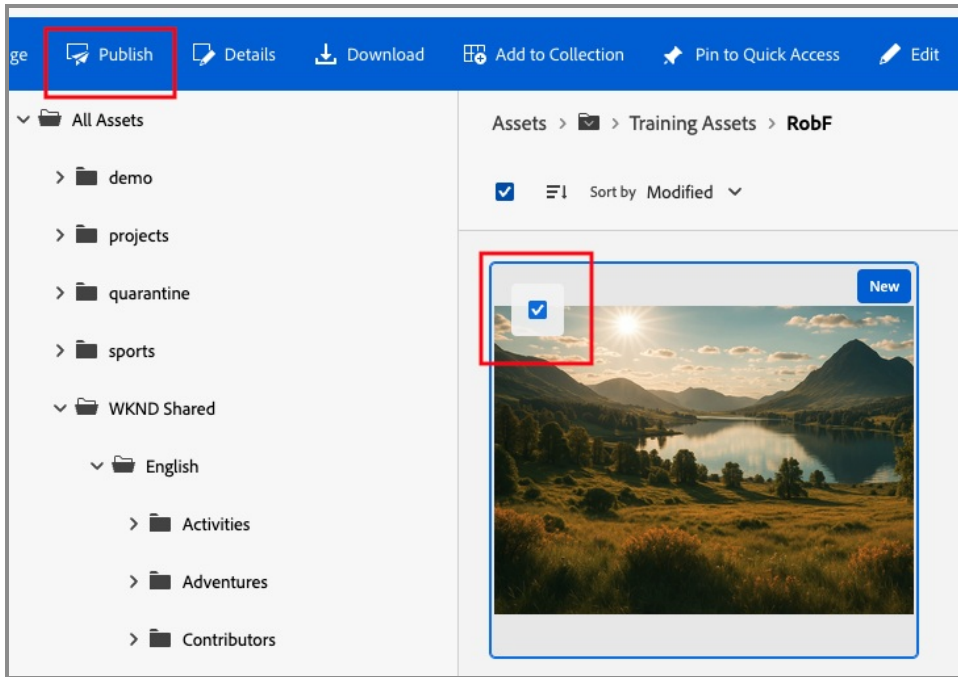 ge Publish Details Download Add to Collection Pin to Quick Access Edit
All Assets
demo
projects
quarantine
sports
WKND Shared
English
Activities
Adventures
Contributors
Assets > > Training Assets > RobF
Sort by Modified
New